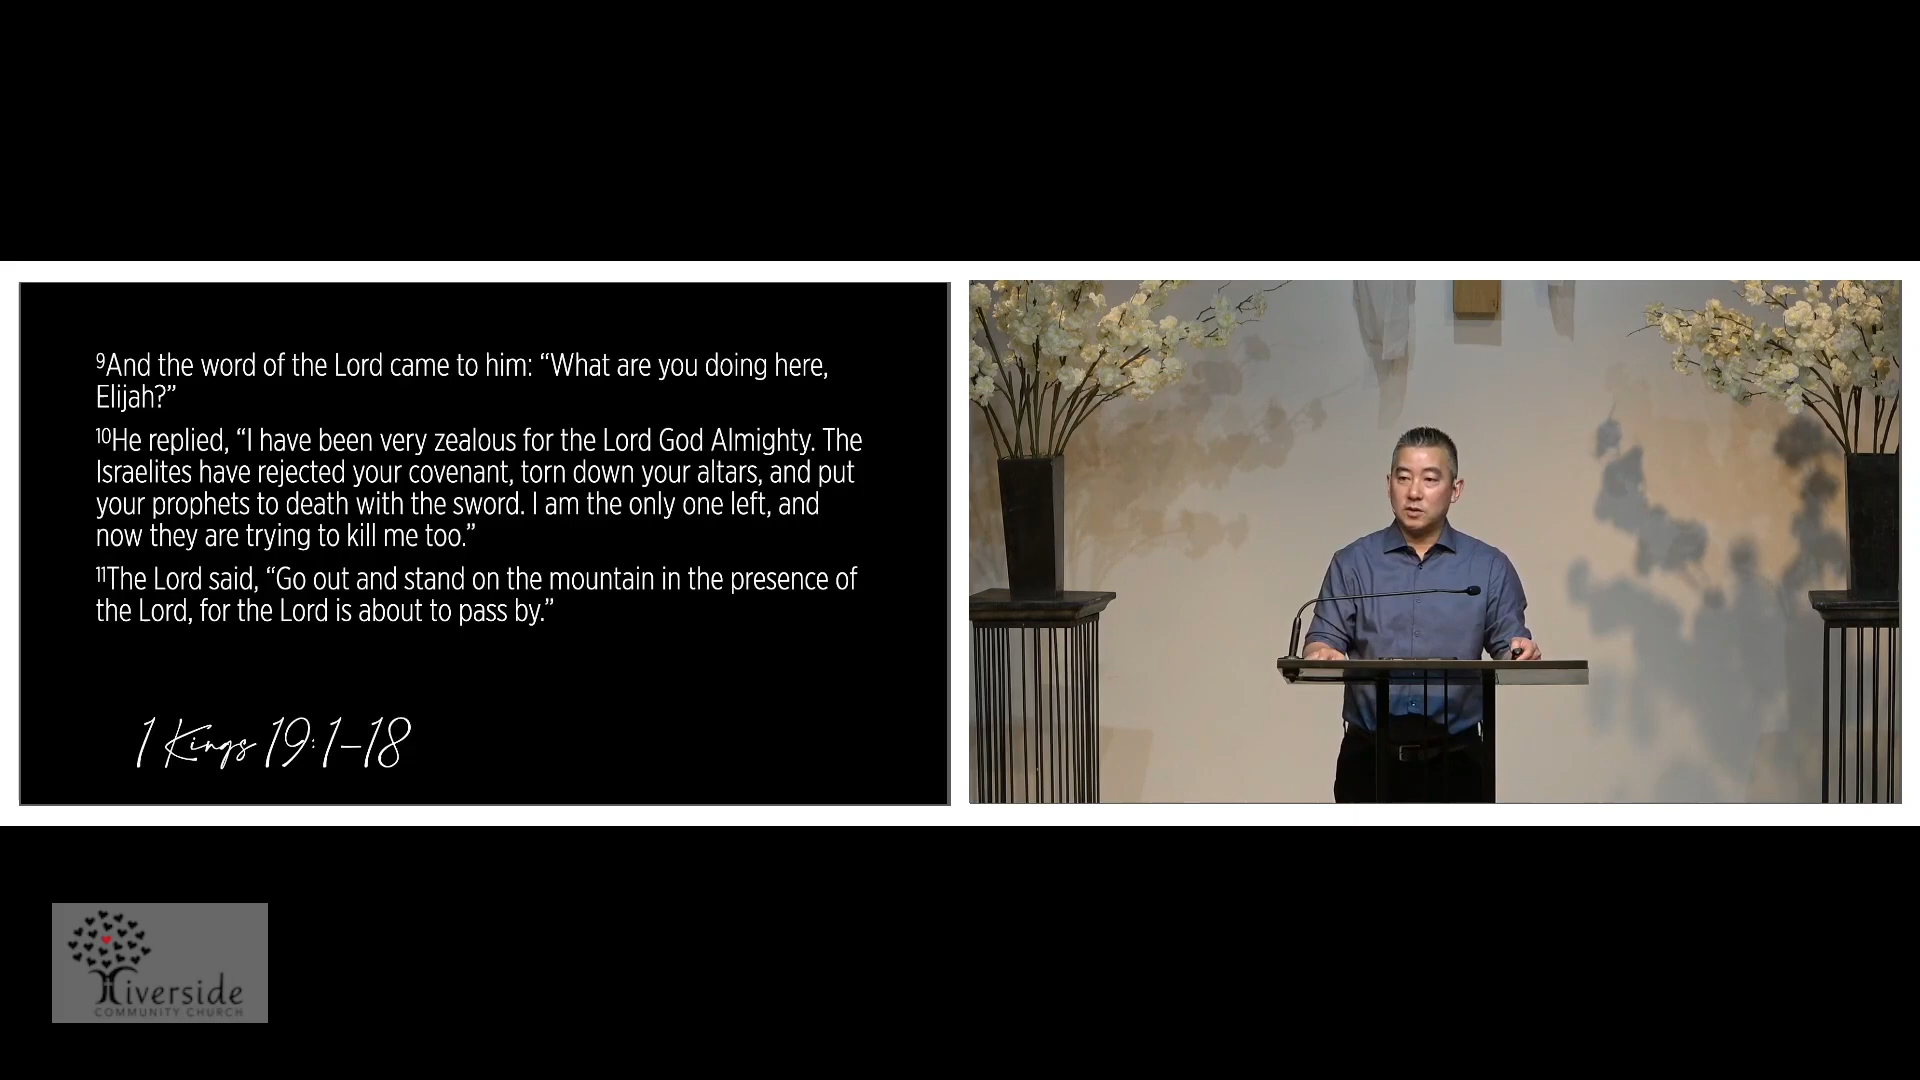 ⁹And the word of the Lord came to him: “What are you doing here,
Elijah?”
¹⁰He replied, “I have been very zealous for the Lord God Almighty. The
Israelites have rejected your covenant, torn down your altars, and put
your prophets to death with the sword. I am the only one left, and
now they are trying to kill me too.”
¹¹The Lord said, “Go out and stand on the mountain in the presence of
the Lord, for the Lord is about to pass by.”
1 Kings 19:1-18
Riverside
COMMUNITY CHURCH